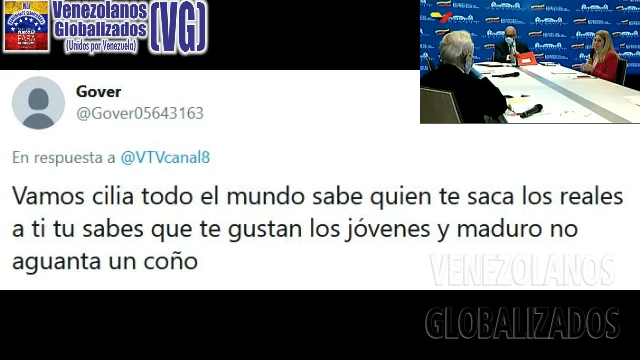 Venezolanos
Globalizados
(Unidos por Venezuela)
(VG)
Gover
@Gover05643163
En respuesta a @VTVcanal8
Vamos cilia todo el mundo sabe quien te saca los reales
a ti tu sabes que te gustan los jóvenes y maduro no
aguanta un coño
VENEZOLANOS
GLOBALIZADOS